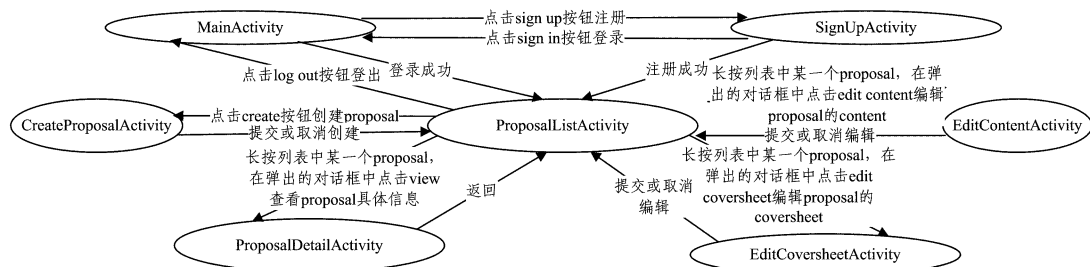 点击sign up按钮注册
MainActivity
SignUpActivity
点击sign in按钮登录
点击log out按钮登出
登录成功
注册成功
长按列表中某一个proposal，在弹
出的对话框中点击edit content编辑
proposal的content
点击create按钮创建proposal
CreateProposalActivity
提交或取消创建
ProposalListActivity
提交或取消编辑
EditContentActivity
长按列表中某一个proposal，
在弹出的对话框中点击view
查看proposal具体信息
返回
提交或取消
编辑
长按列表中某一个proposal，在
弹出的对话框中点击edit
coversheet编辑proposal的
coversheet
ProposalDetailActivity
EditCoversheetActivity